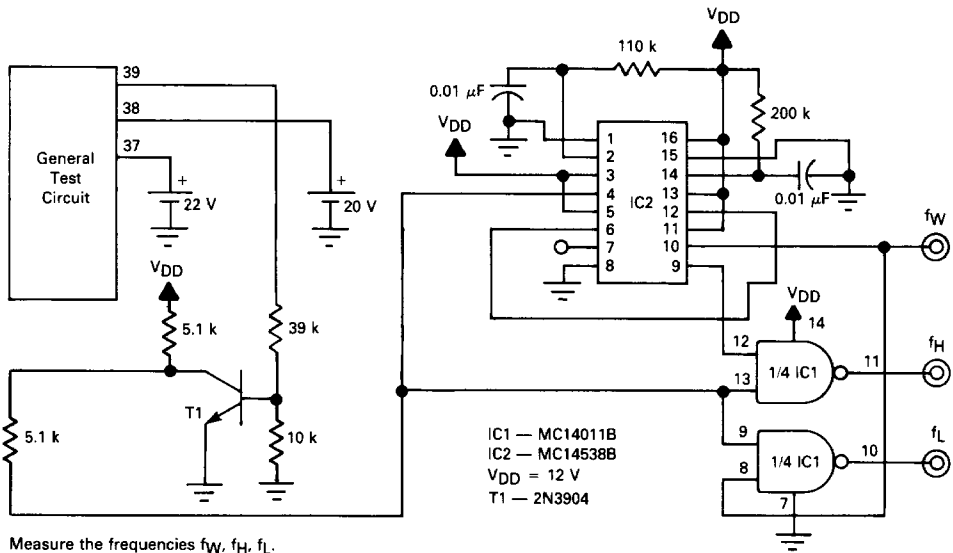 39
38
37
General
Test
Circuit
+
22 V
+
20 V
VDD
5.1 k
39 k
T1
10 k
5.1 k
VDD
110 k
0.01 μF
VDD
200 k
0.01 μF
1
2
3
4
5
6
7
8
IC2
16
15
14
13
12
11
10
9
fW
VDD
14
12
13
1/4 IC1
11
fH
9
8
1/4 IC1
10
7
fL
IC1 — MC14011B
IC2 — MC14538B
VDD = 12 V
T1 — 2N3904
Measure the frequencies fW, fH, fL.